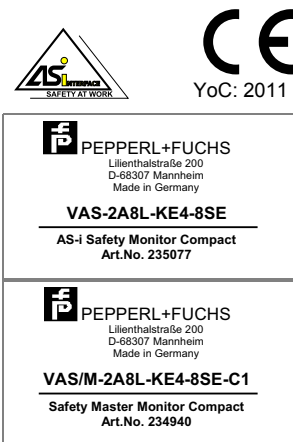 ASi
INTERFACE
SAFETY AT WORK
CE
YoC: 2011
PEPPERL+FUCHS
Lilienthalstraße 200
D-68307 Mannheim
Made in Germany
VAS-2A8L-KE4-8SE
AS-i Safety Monitor Compact
Art.No. 235077
PEPPERL+FUCHS
Lilienthalstraße 200
D-68307 Mannheim
Made in Germany
VAS/M-2A8L-KE4-8SE-C1
Safety Master Monitor Compact
Art.No. 234940